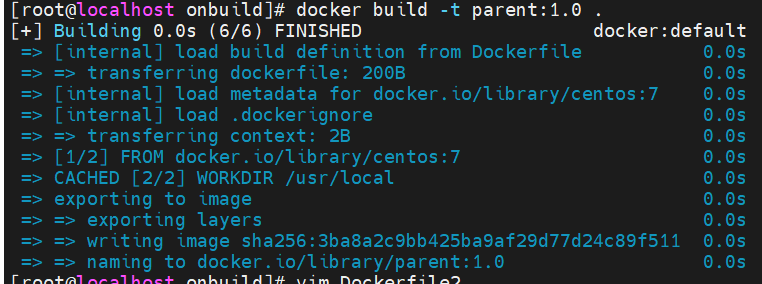 [root@localhost onbuild]# docker build -t parent:1.0 .
[+] Building 0.0s (6/6) FINISHED docker:default
=> [internal] load build definition from Dockerfile 0.0s
=> => transferring dockerfile: 200B 0.0s
=> [internal] load metadata for docker.io/library/centos:7 0.0s
=> [internal] load .dockerignore 0.0s
=> => transferring context: 2B 0.0s
=> [1/2] FROM docker.io/library/centos:7 0.0s
=> CACHED [2/2] WORKDIR /usr/local 0.0s
=> exporting to image 0.0s
=> => exporting layers 0.0s
=> => writing image sha256:3ba8a2c9bb425ba9af29d77d24c89f511 0.0s
=> => naming to docker.io/library/parent:1.0 0.0s
[root@localhost onbuild]# vim Dockerfile2